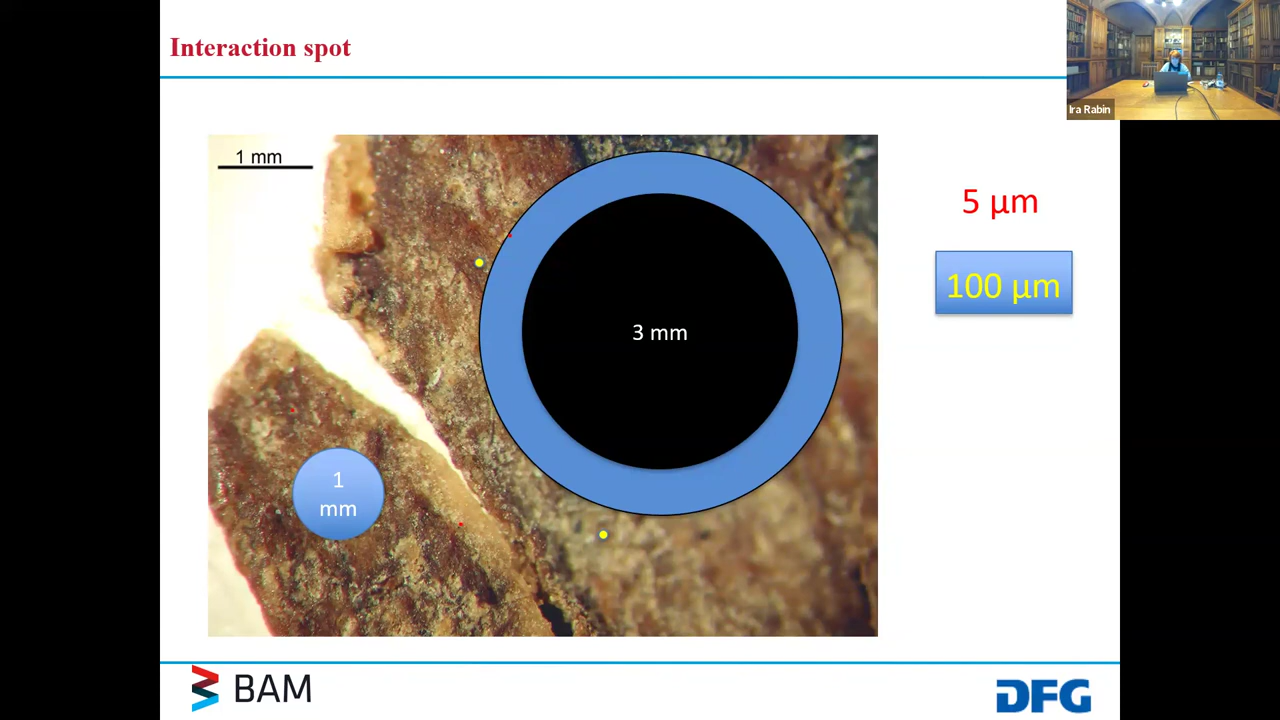 Interaction spot
Ira Rabin
1 mm
5 µm
100 µm
3 mm
1
mm
BAM
DFG